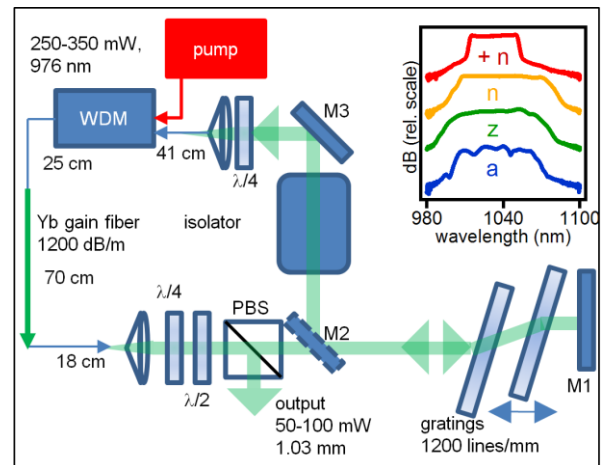 250-350 mW,
976 nm
pump
WDM
25 cm
41 cm
λ/4
M3
Yb gain fiber
1200 dB/m
isolator
70 cm
18 cm
λ/4
λ/2
PBS
M2
output
50-100 mW
1.03 mm
M1
gratings
1200 lines/mm
dB (rel. scale)
+ n
n
z
a
980 1040 1100
wavelength (nm)